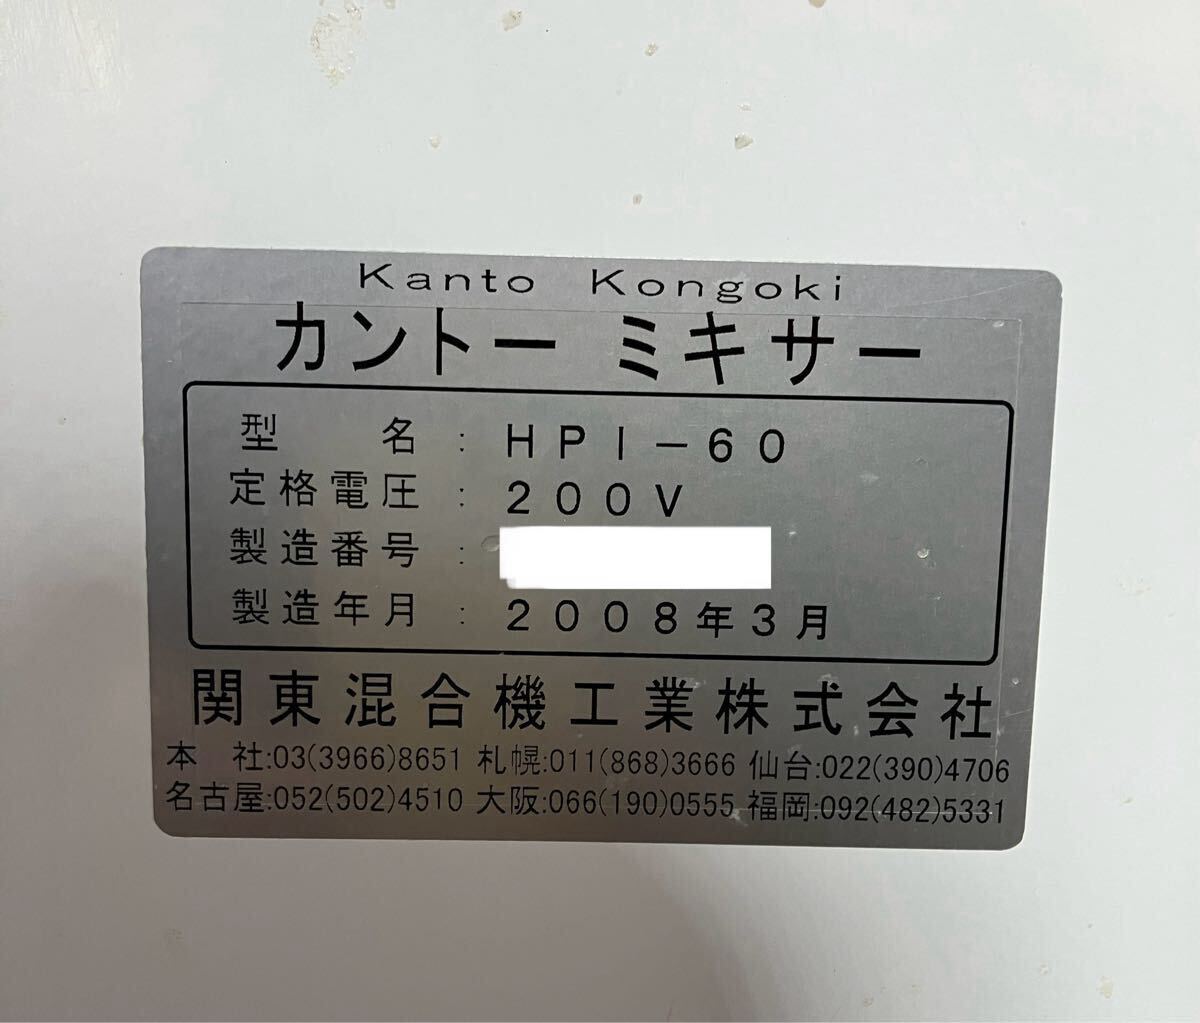 Kanto Kongoki
カントー ミキサー
型名：HPI－60
定格電圧：200V
製造番号：
製造年月：2008年3月
関東混合機工業株式会社
本社:03(3966)8651 札幌:011(868)3666 仙台:022(390)4706
名古屋:052(502)4510 大阪:066(190)0555 福岡:092(482)5331